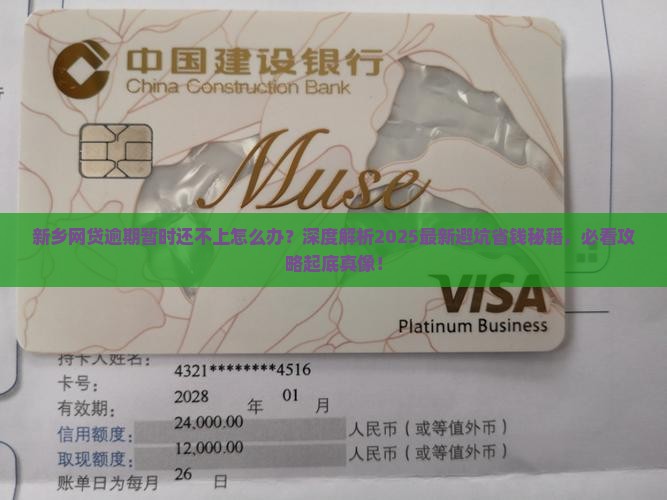 中国建设银行
China Construction Bank
Muse
新乡网贷逾期暂时还不上怎么办？深度解析2025最新避坑省钱秘籍，必看攻
略起底真像！
VISA
Platinum Business
持卡人姓名：
卡号： 4321********4516
有效期： 2028 年 01 月
信用额度： 24,000.00 人民币（或等值外币）
取现额度： 12,000.00 人民币（或等值外币）
账单日为每月 26 日